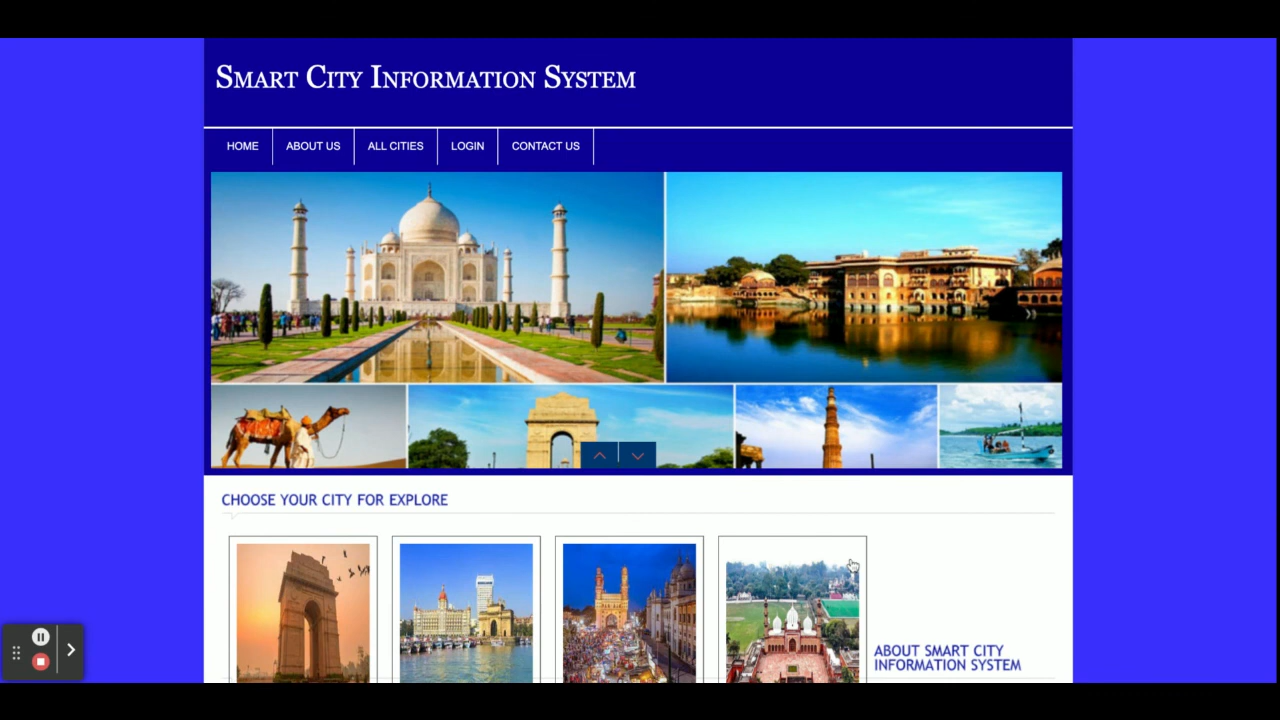 Smart City Information System
HOME
ABOUT US
ALL CITIES
LOGIN
CONTACT US
CHOOSE YOUR CITY FOR EXPLORE
ABOUT SMART CITY
INFORMATION SYSTEM